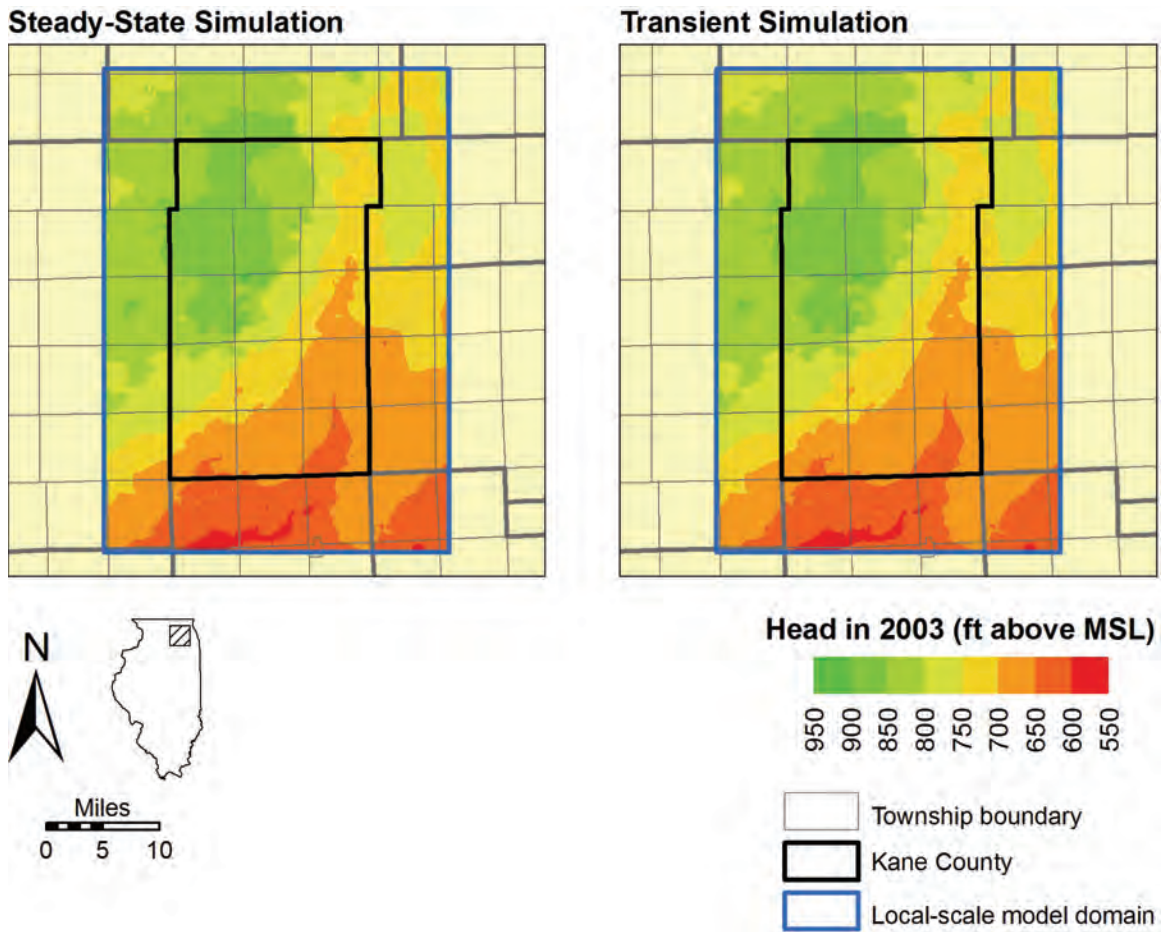 Steady-State Simulation
Transient Simulation
N
Miles
0 5 10
Head in 2003 (ft above MSL)
950 900 850 800 750 700 650 600 550
Township boundary
Kane County
Local-scale model domain